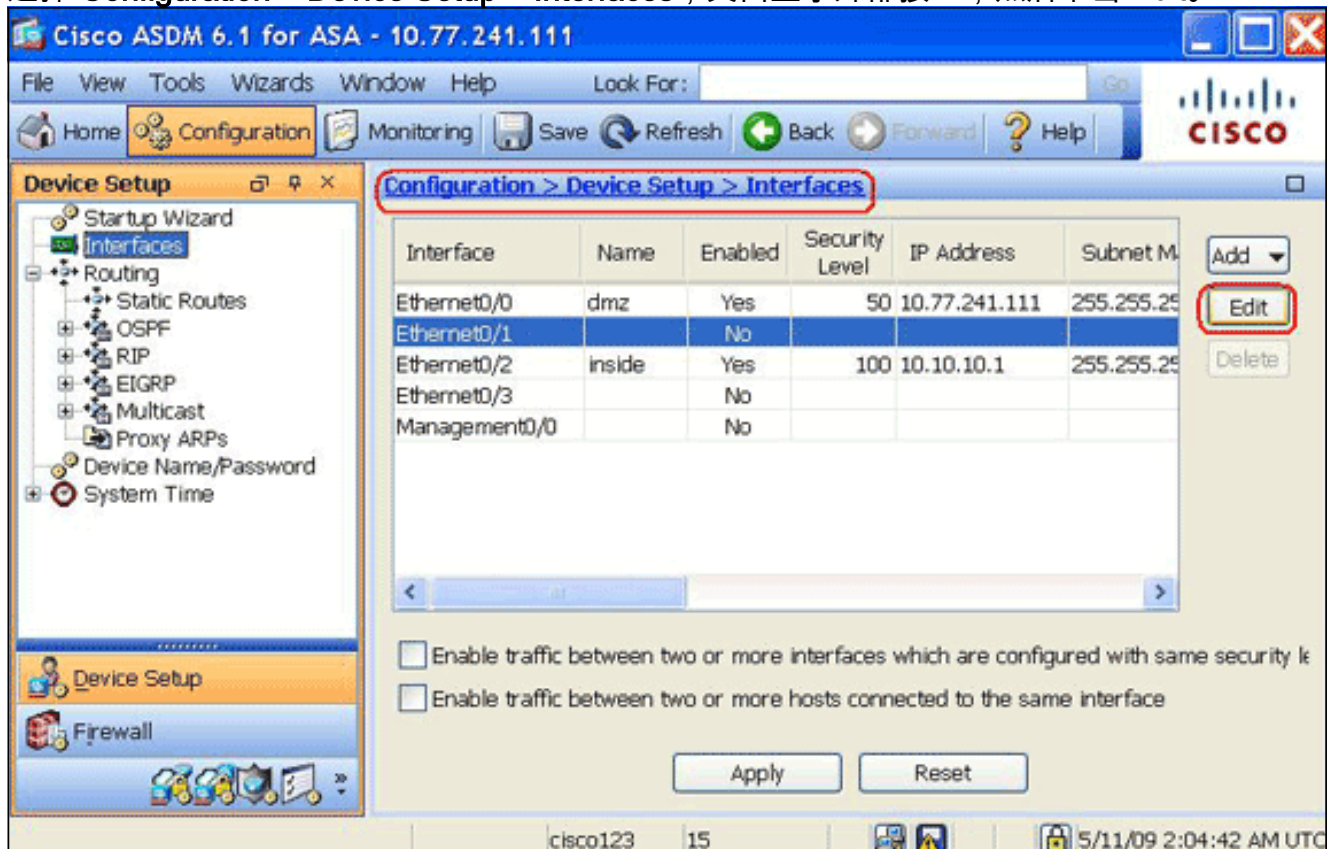 Configuration > Device Setup > Interfaces
Cisco ASDM 6.1 for ASA - 10.77.241.111
File View Tools Wizards Window Help Look For: Go
Home Configuration Monitoring Save Refresh Back Forward Help
CISCO
Device Setup
Startup Wizard
Interfaces
Routing
Static Routes
OSPF
RIP
EIGRP
Multicast
Proxy ARPs
Device Name/Password
System Time
Device Setup
Firewall
Configuration > Device Setup > Interfaces
Interface Name Enabled Security Level IP Address Subnet M
Ethernet0/0 dmz Yes 50 10.77.241.111 255.255.25
Ethernet0/1 No
Ethernet0/2 inside Yes 100 10.10.10.1 255.255.25
Ethernet0/3 No
Management0/0 No
Add
Edit
Delete
Enable traffic between two or more interfaces which are configured with same security le
Enable traffic between two or more hosts connected to the same interface
Apply Reset
cisco123 15 5/11/09 2:04:42 AM UTC